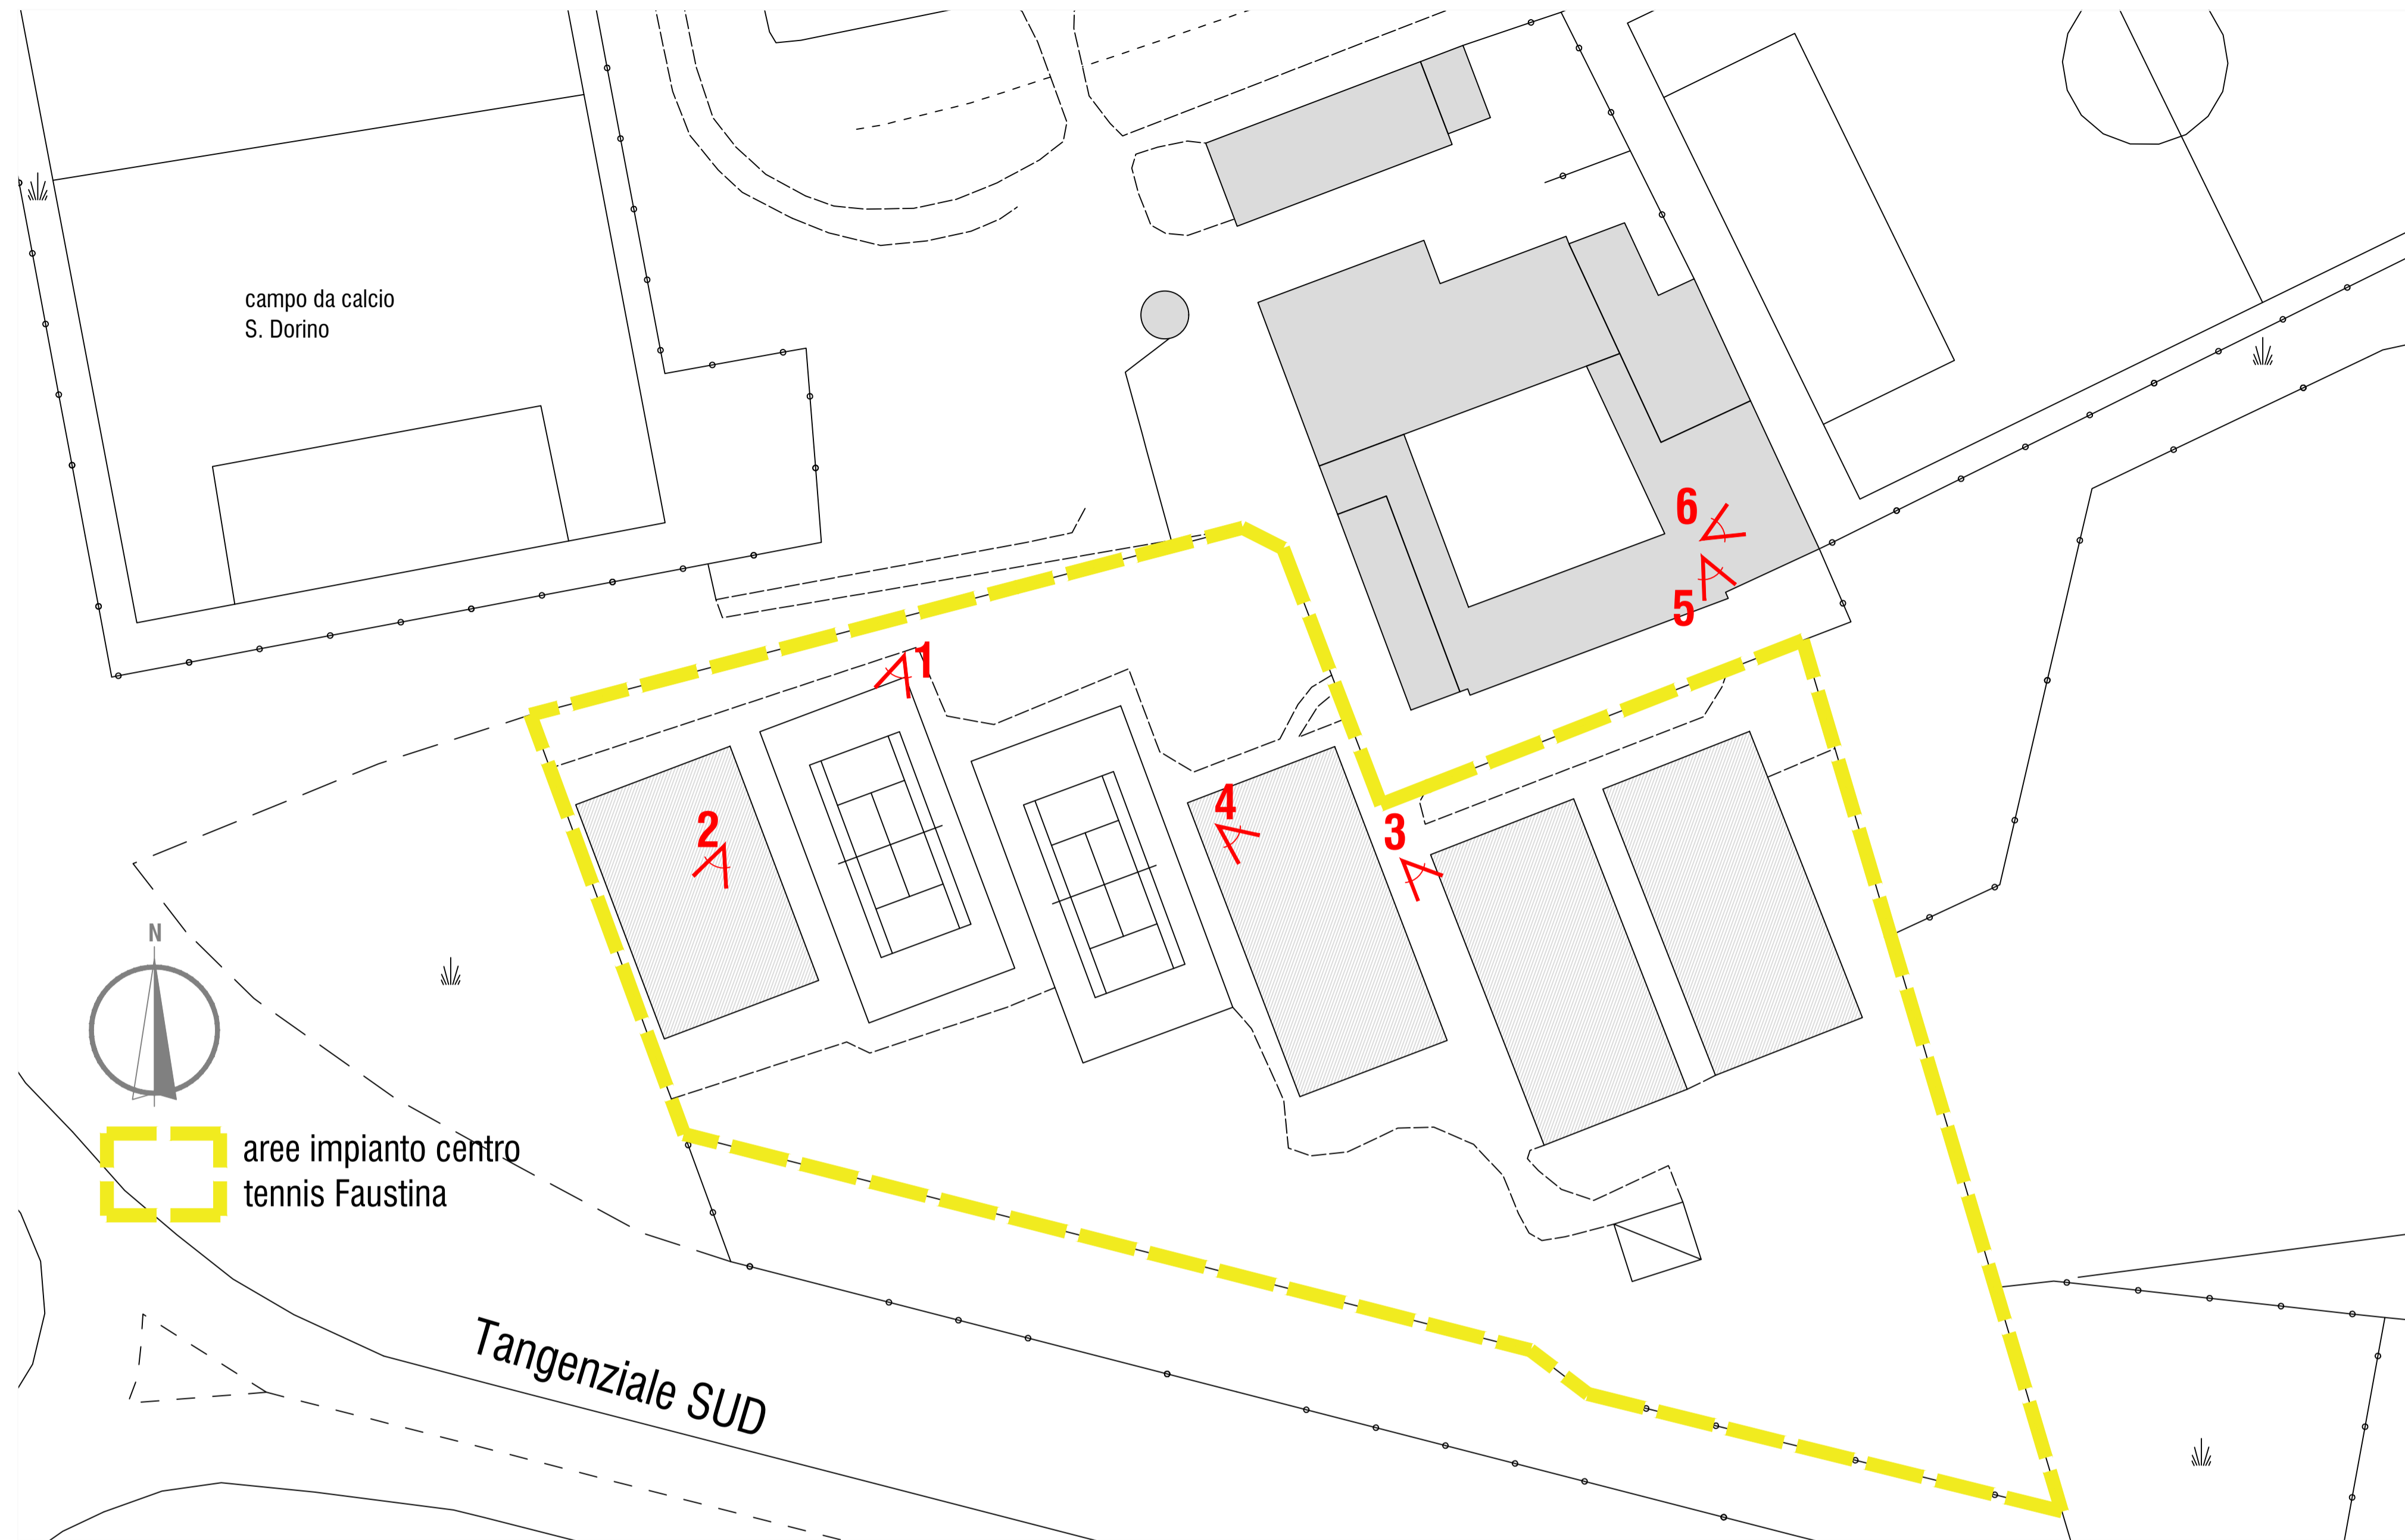 campo da calcio
S. Dorino
6
5
1
2
4
3
N
aree impianto centro
tennis Faustina
Tangenziale SUD